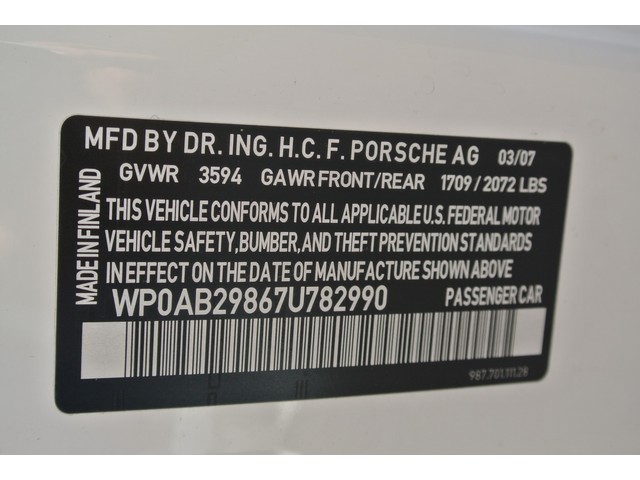 MFD BY DR. ING. H.C. F. PORSCHE AG 03/07
GVWR 3594 GAWR FRONT/REAR 1709 / 2072 LBS
THIS VEHICLE CONFORMS TO ALL APPLICABLE U.S. FEDERAL MOTOR
VEHICLE SAFETY, BUMBER, AND THEFT PREVENTION STANDARDS
IN EFFECT ON THE DATE OF MANUFACTURE SHOWN ABOVE
WP0AB29867U782990 PASSENGER CAR
987.701.111.28
MADE IN FINLAND